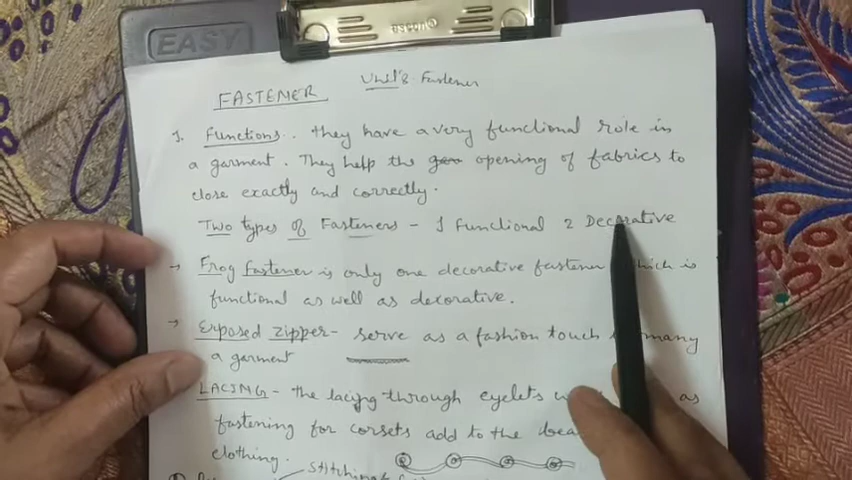 EASY
Unit 8 Fastener
FASTENER
1. Functions. They have a very functional role in
a garment. They help the opening of fabrics to
close exactly and correctly.
Two types of Fasteners - 1 Functional 2 Decorative
→ Frog fastener is only one decorative fastener which is
functional as well as decorative.
→ Exposed zipper - serve as a fashion touch many
a garment
LACING - the lacing through eyelets as
fastening for corsets add to the
clothing.